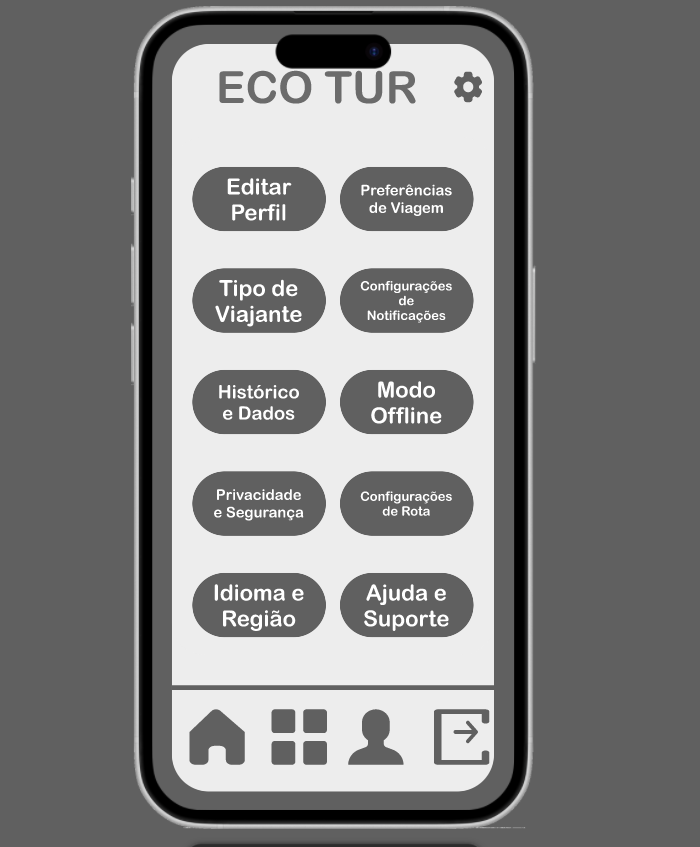 ECO TUR
Editar
Perfil
Preferências
de Viagem
Tipo de
Viajante
Configurações
de
Notificações
Histórico
e Dados
Modo
Offline
Privacidade
e Segurança
Configurações
de Rota
Idioma e
Região
Ajuda e
Suporte